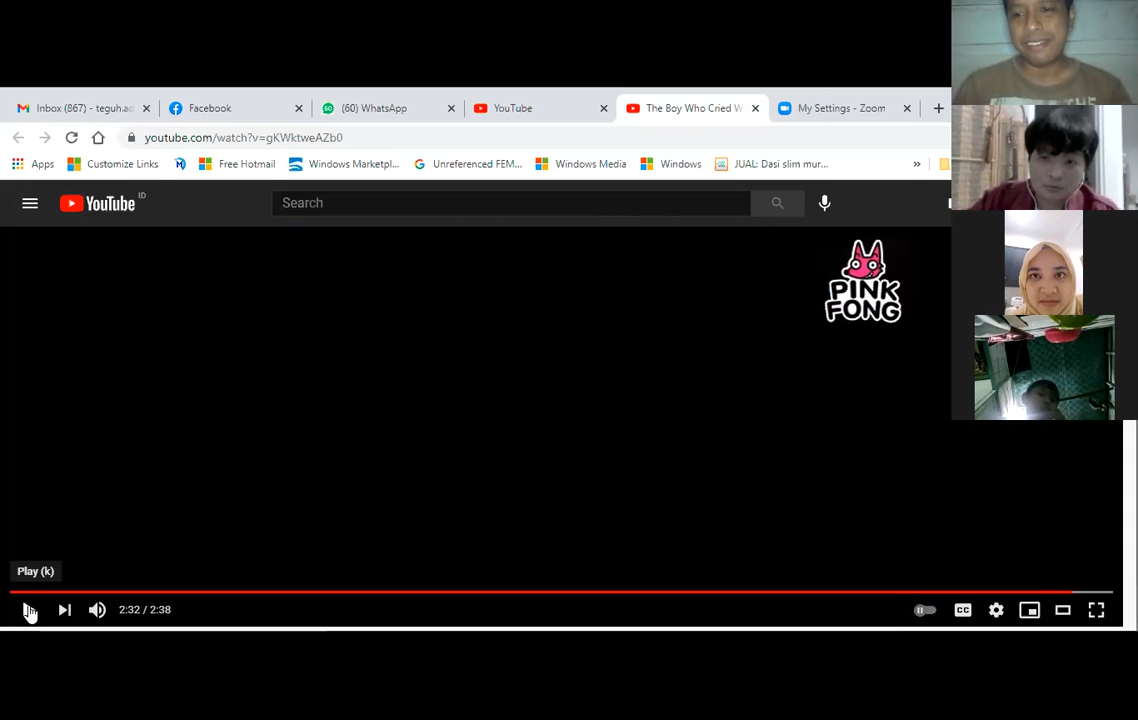 Inbox (867) - teguh.ac
Facebook
(60) WhatsApp
YouTube
The Boy Who Cried W
My Settings - Zoom
youtube.com/watch?v=gKWktweAZb0
Apps
Customize Links
Free Hotmail
Windows Marketpl...
Unreferenced FEM...
Windows Media
Windows
JUAL: Dasi slim mur...
»
YouTube ID
Search
PINK
FONG
Play (k)
2:32 / 2:38
CC